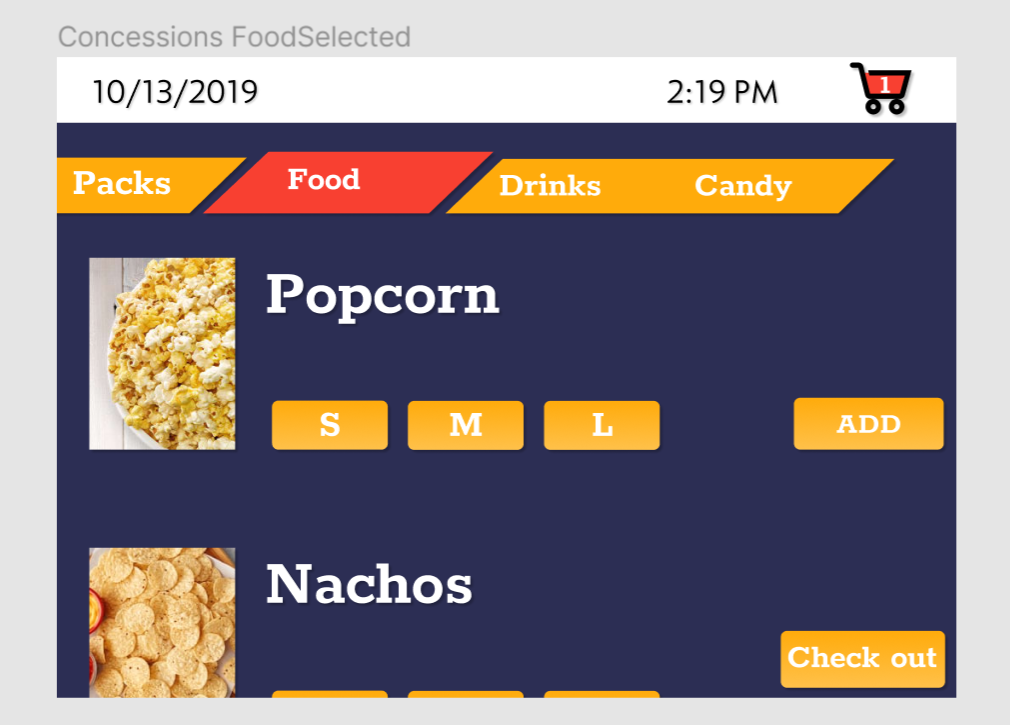 Concessions FoodSelected
10/13/2019 2:19 PM 1
Packs Food Drinks Candy
Popcorn
S M L ADD
Nachos
Check out